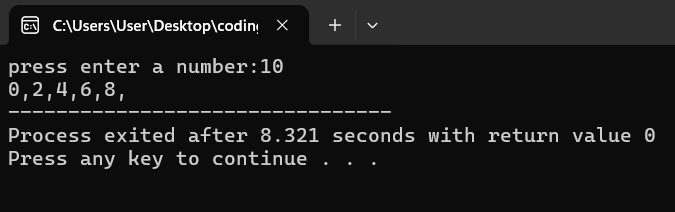 C:\Users\User\Desktop\coding
press enter a number:10
0,2,4,6,8,
--------------------------------
Process exited after 8.321 seconds with return value 0
Press any key to continue . . .